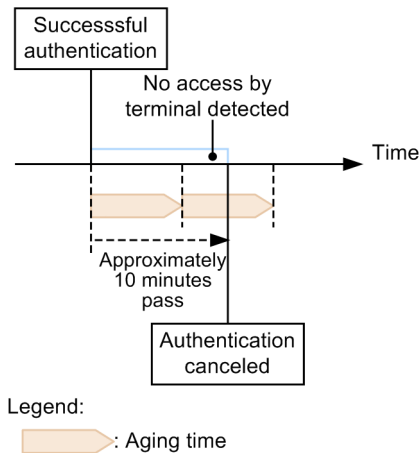 Successsful
authentication
No access by
terminal detected
Time
Approximately
10 minutes
pass
Authentication
canceled
Legend:
: Aging time